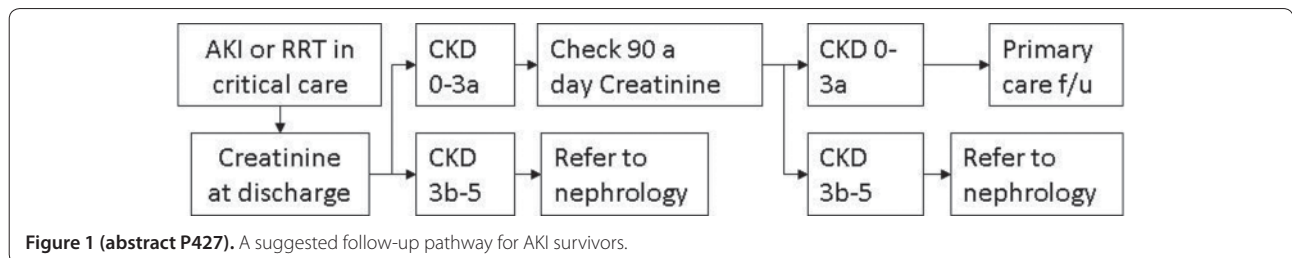 AKI or RRT in
critical care
Creatinine
at discharge
CKD
0-3a
Check 90 a
day Creatinine
CKD 0-
3a
Primary
care f/u
CKD
3b-5
Refer to
nephrology
CKD
3b-5
Refer to
nephrology
Figure 1 (abstract P427). A suggested follow-up pathway for AKI survivors.